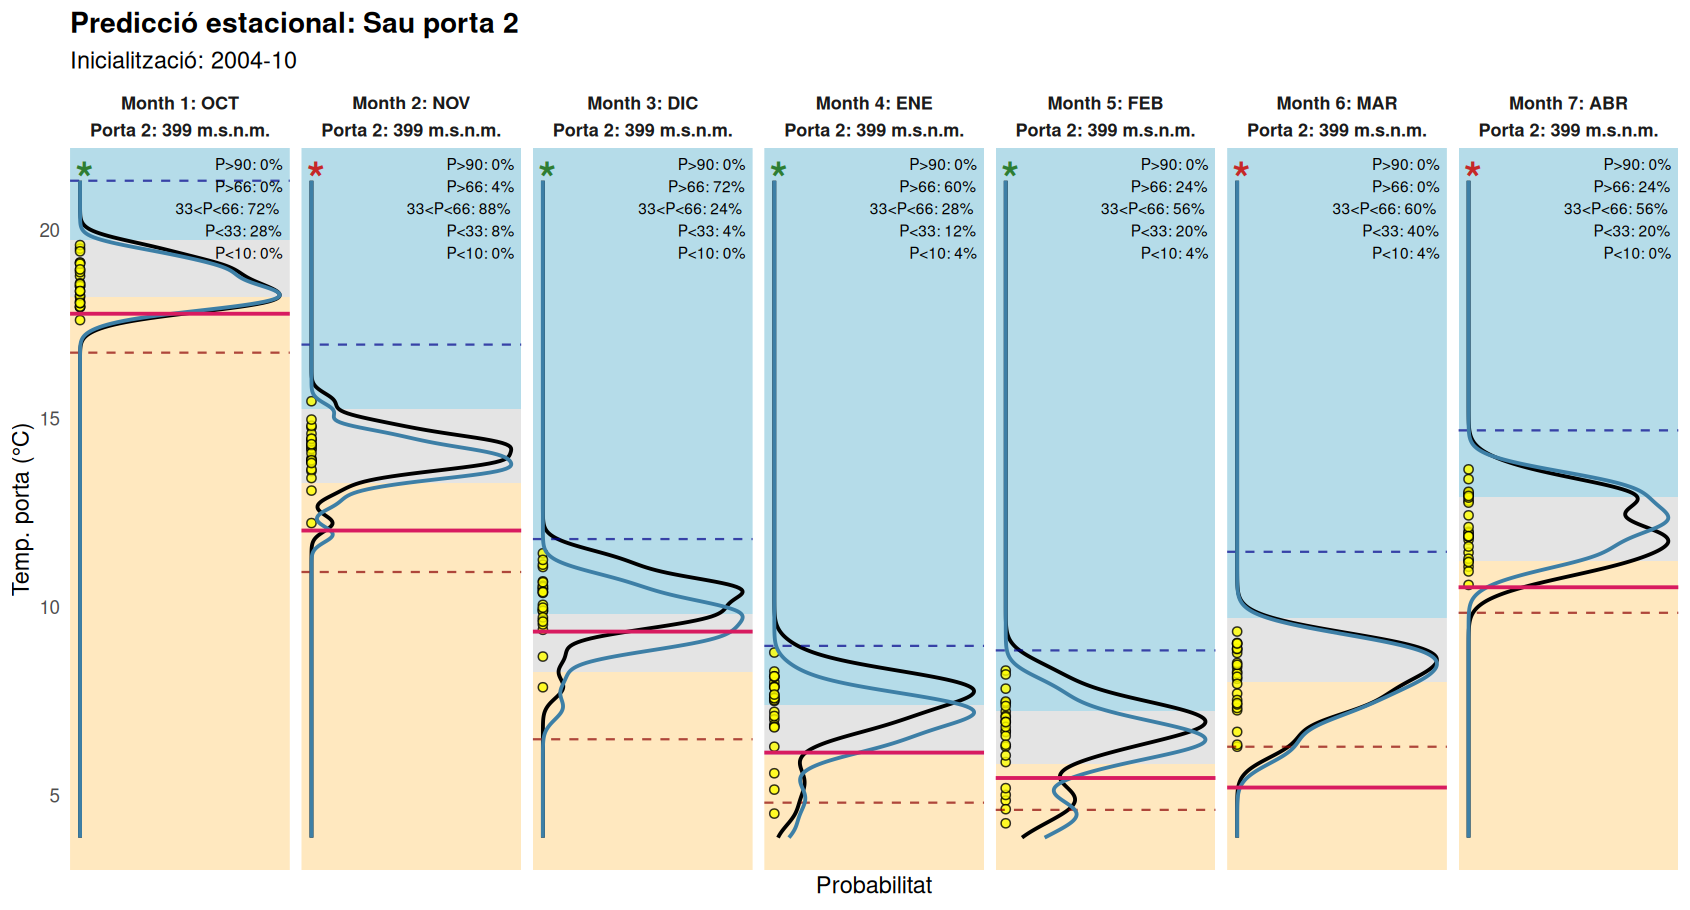 Predicció estacional: Sau porta 2
Inicialització: 2004-10
Month 1: OCT
Porta 2: 399 m.s.n.m.
Month 2: NOV
Porta 2: 399 m.s.n.m.
Month 3: DIC
Porta 2: 399 m.s.n.m.
Month 4: ENE
Porta 2: 399 m.s.n.m.
Month 5: FEB
Porta 2: 399 m.s.n.m.
Month 6: MAR
Porta 2: 399 m.s.n.m.
Month 7: ABR
Porta 2: 399 m.s.n.m.
*
P>90: 0%
P>66: 0%
33<P<66: 72%
P<33: 28%
P<10: 0%
*
P>90: 0%
P>66: 4%
33<P<66: 88%
P<33: 8%
P<10: 0%
*
P>90: 0%
P>66: 72%
33<P<66: 24%
P<33: 4%
P<10: 0%
*
P>90: 0%
P>66: 60%
33<P<66: 28%
P<33: 12%
P<10: 4%
*
P>90: 0%
P>66: 24%
33<P<66: 56%
P<33: 20%
P<10: 4%
*
P>90: 0%
P>66: 0%
33<P<66: 60%
P<33: 40%
P<10: 4%
*
P>90: 0%
P>66: 24%
33<P<66: 56%
P<33: 20%
P<10: 0%
20
15
10
5
Temp. porta (°C)
Probabilitat